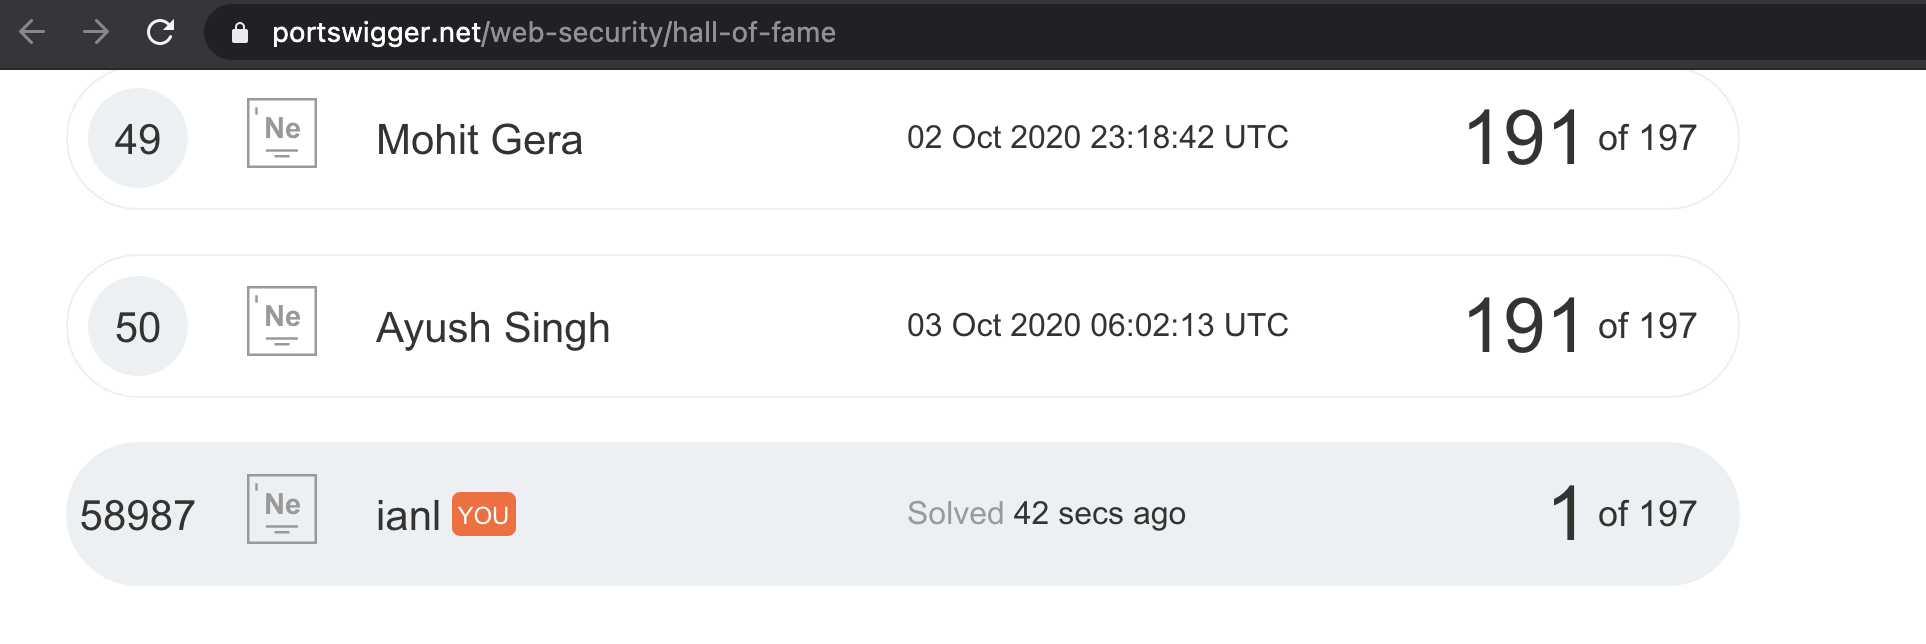 portswigger.net/web-security/hall-of-fame
49 Ne Mohit Gera 02 Oct 2020 23:18:42 UTC 191 of 197
50 Ne Ayush Singh 03 Oct 2020 06:02:13 UTC 191 of 197
58987 Ne ianl YOU Solved 42 secs ago 1 of 197